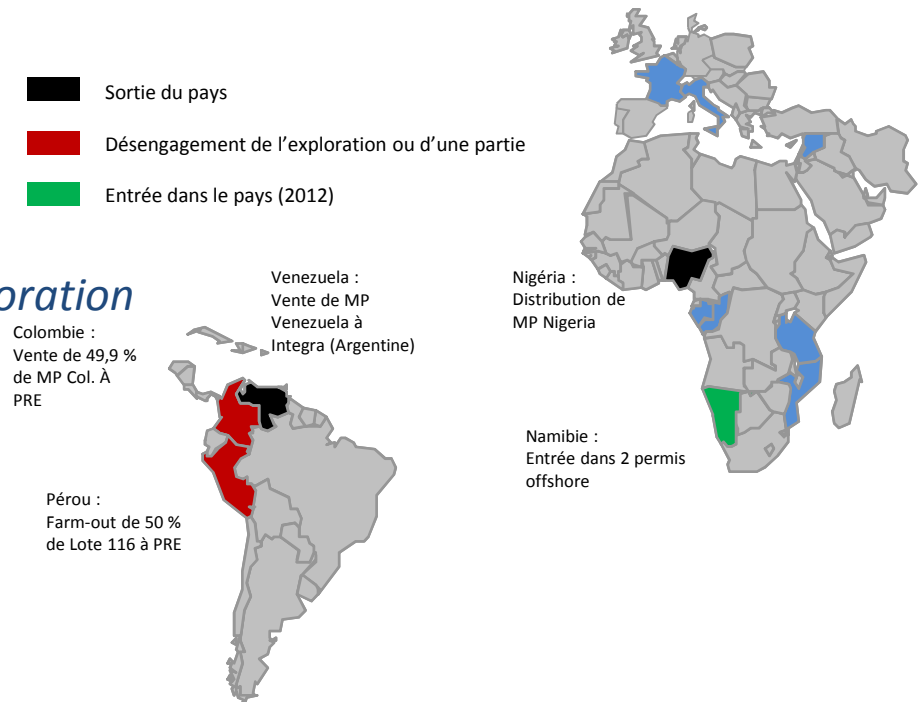 Sortie du pays
Désengagement de l'exploration ou d'une partie
Entrée dans le pays (2012)
oration
Venezuela :
Vente de MP
Venezuela à
Integra (Argentine)
Nigéria :
Distribution de
MP Nigeria
Colombie :
Vente de 49,9 %
de MP Col. À
PRE
Namibie :
Entrée dans 2 permis
offshore
Pérou :
Farm-out de 50 %
de Lote 116 à PRE